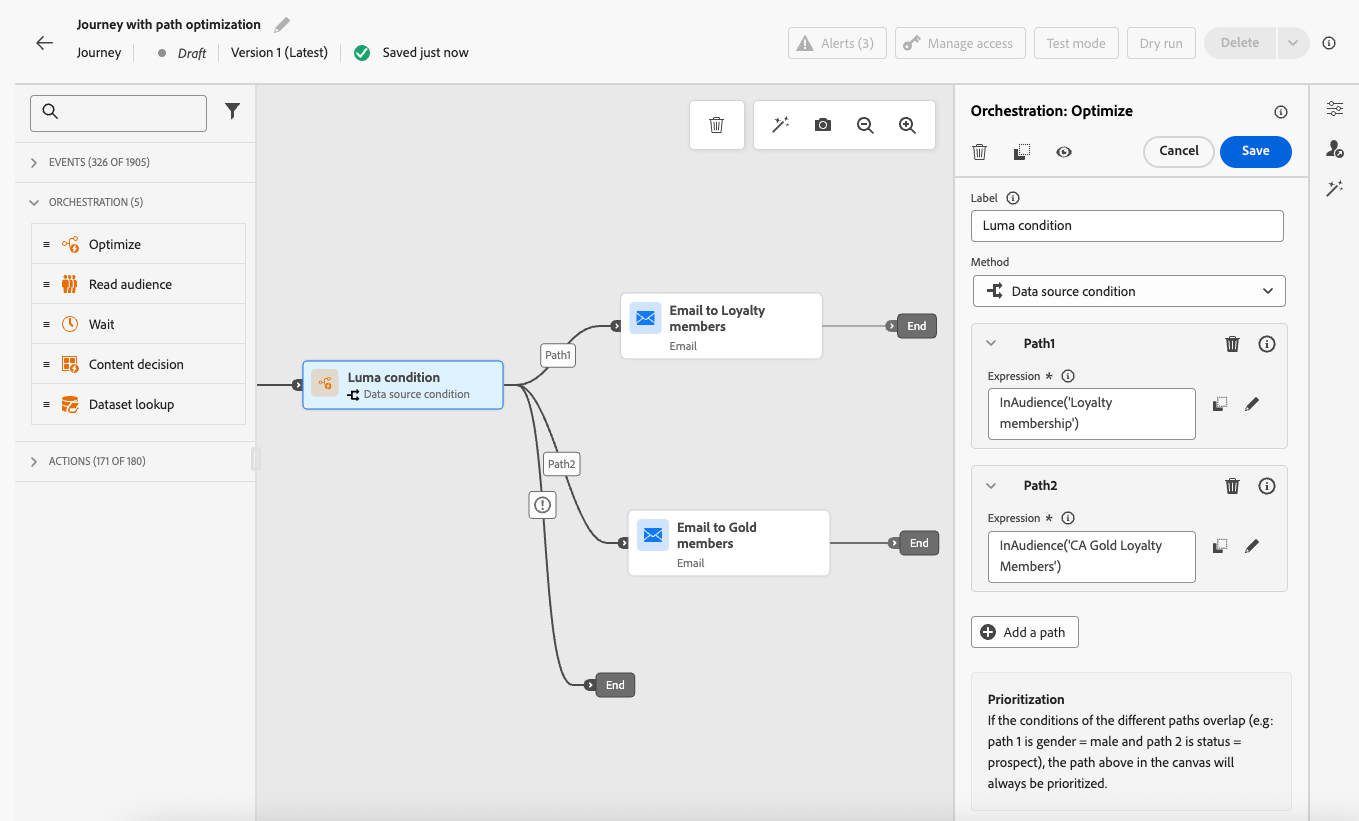 Journey with path optimization
Journey
Draft
Version 1 (Latest)
Saved just now
Alerts (3)
Manage access
Test mode
Dry run
Delete
EVENTS (326 OF 1905)
ORCHESTRATION (5)
Optimize
Read audience
Wait
Content decision
Dataset lookup
ACTIONS (171 OF 180)
Luma condition
Data source condition
Path1
Path2
Email to Loyalty
members
Email
End
Email to Gold
members
Email
End
End
Orchestration: Optimize
Cancel
Save
Label
Luma condition
Method
Data source condition
Path1
Expression *
InAudience('Loyalty
membership')
Path2
Expression *
InAudience('CA Gold Loyalty
Members')
Add a path
Prioritization
If the conditions of the different paths overlap (e.g:
path 1 is gender = male and path 2 is status =
prospect), the path above in the canvas will
always be prioritized.